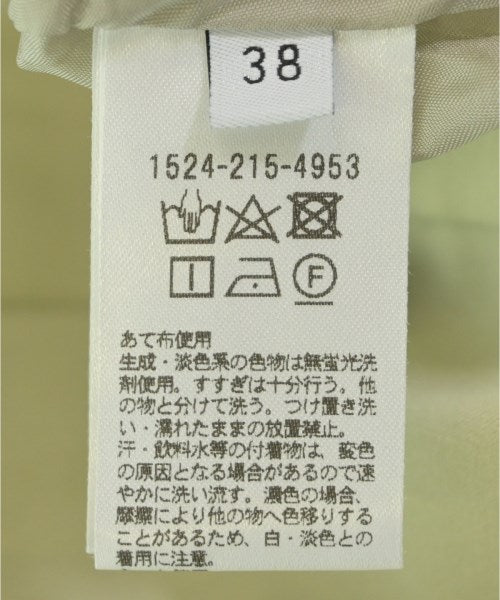 38
1524-215-4953
F
あて布使用
生成・淡色系の色物は無蛍光洗
剤使用。すすぎは十分行う。他
の物と分けて洗う。つけ置き洗
い・濡れたままの放置禁止。
汗・飲料水等の付着物は、変色
の原因となる場合があるので速
やかに洗い流す。濃色の場合、
摩擦により他の物へ色移りする
ことがあるため、白・淡色との
着用に注意。